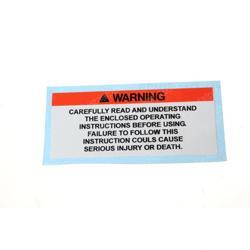 WARNING
CAREFULLY READ AND UNDERSTAND
THE ENCLOSED OPERATING
INSTRUCTIONS BEFORE USING.
FAILURE TO FOLLOW THIS
INSTRUCTION COULS CAUSE
SERIOUS INJURY OR DEATH.